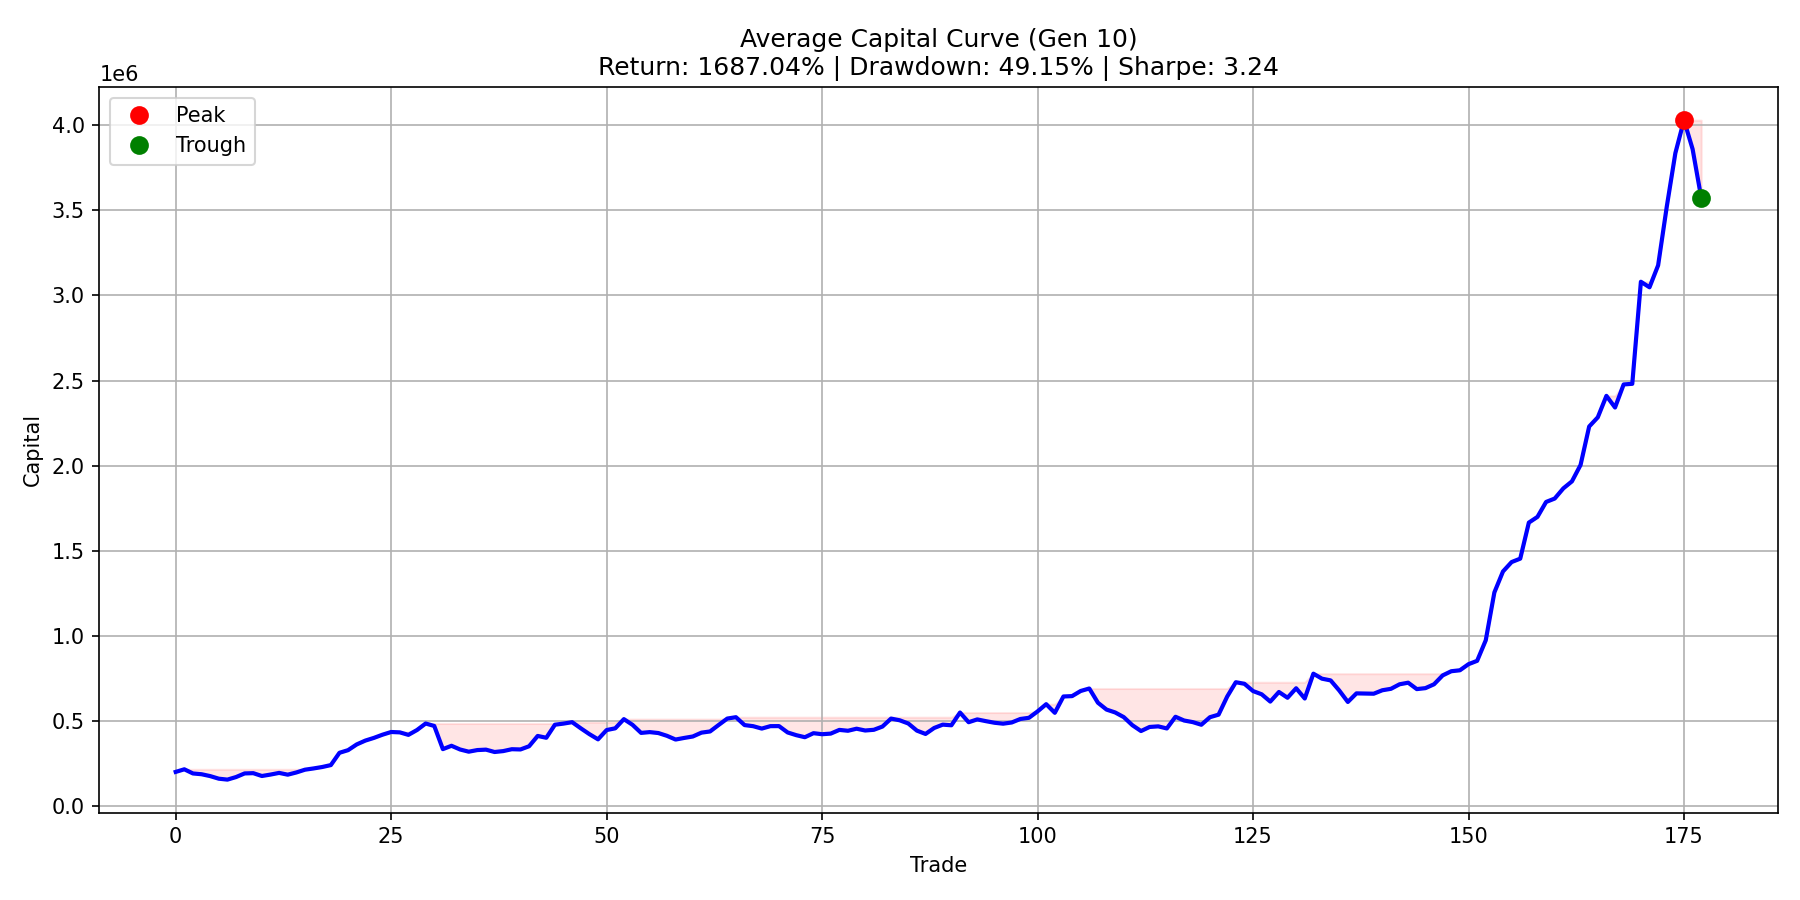 Average Capital Curve (Gen 10)
Return: 1687.04% | Drawdown: 49.15% | Sharpe: 3.24
1e6
Peak
Trough
4.0
3.5
3.0
2.5
2.0
1.5
1.0
0.5
0.0
Capital
0 25 50 75 100 125 150 175
Trade